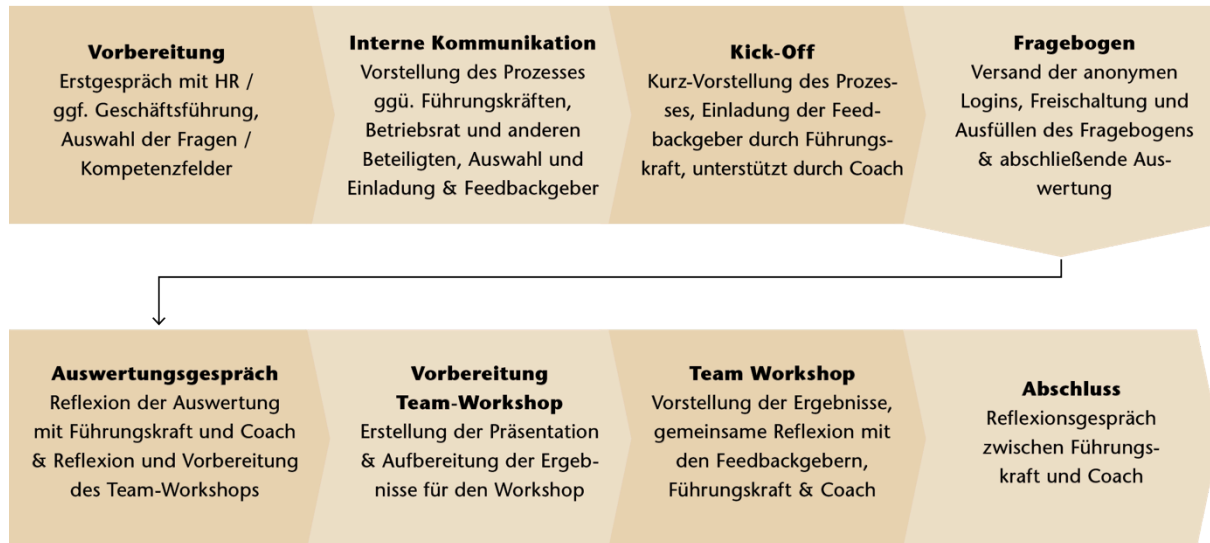 Vorbereitung
Erstgespräch mit HR /
ggf. Geschäftsführung,
Auswahl der Fragen /
Kompetenzfelder
Interne Kommunikation
Vorstellung des Prozesses
ggü. Führungskräften,
Betriebsrat und anderen
Beteiligten, Auswahl und
Einladung & Feedbackgeber
Kick-Off
Kurz-Vorstellung des Prozes-
ses, Einladung der Feed-
backgeber durch Führungs-
kraft, unterstützt durch Coach
Fragebogen
Versand der anonymen
Logins, Freischaltung und
Ausfüllen des Fragebogens
& abschließende Aus-
wertung
Auswertungsgespräch
Reflexion der Auswertung
mit Führungskraft und Coach
& Reflexion und Vorbereitung
des Team-Workshops
Vorbereitung
Team-Workshop
Erstellung der Präsentation
& Aufbereitung der Ergeb-
nisse für den Workshop
Team Workshop
Vorstellung der Ergebnisse,
gemeinsame Reflexion mit
den Feedbackgebern,
Führungskraft & Coach
Abschluss
Reflexionsgespräch
zwischen Führungs-
kraft und Coach